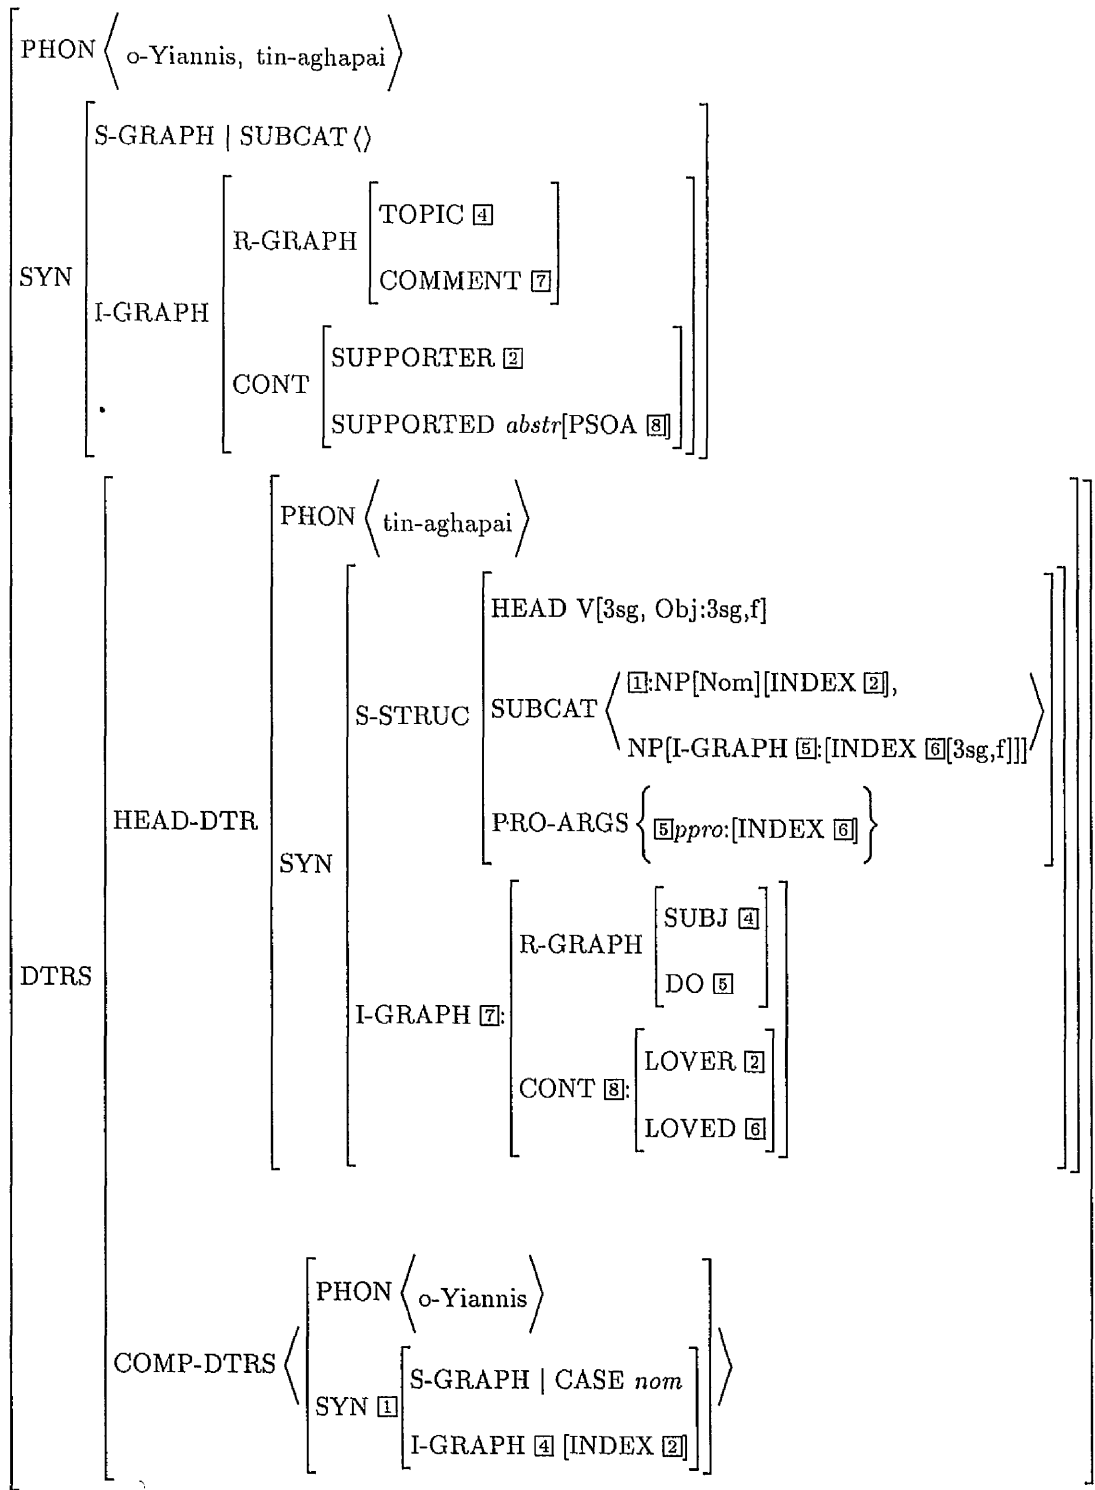 PHON ⟨ o-Yiannis, tin-aghapai ⟩
S-GRAPH | SUBCAT ⟨⟩
TOPIC 4
R-GRAPH
COMMENT 7
SYN
I-GRAPH
SUPPORTER 2
CONT
SUPPORTED abstr[PSOA 8]
PHON ⟨ tin-aghapai ⟩
HEAD V[3sg, Obj:3sg,f]
1:NP[Nom][INDEX 2],
S-STRUC SUBCAT
NP[I-GRAPH 5:[INDEX 6[3sg,f]]]
HEAD-DTR
PRO-ARGS { 5ppro:[INDEX 6] }
SYN
SUBJ 4
R-GRAPH
DTRS
DO 5
I-GRAPH 7:
LOVER 2
CONT 8:
LOVED 6
PHON ⟨ o-Yiannis ⟩
COMP-DTRS
S-GRAPH | CASE nom
SYN 1
I-GRAPH 4 [INDEX 2]